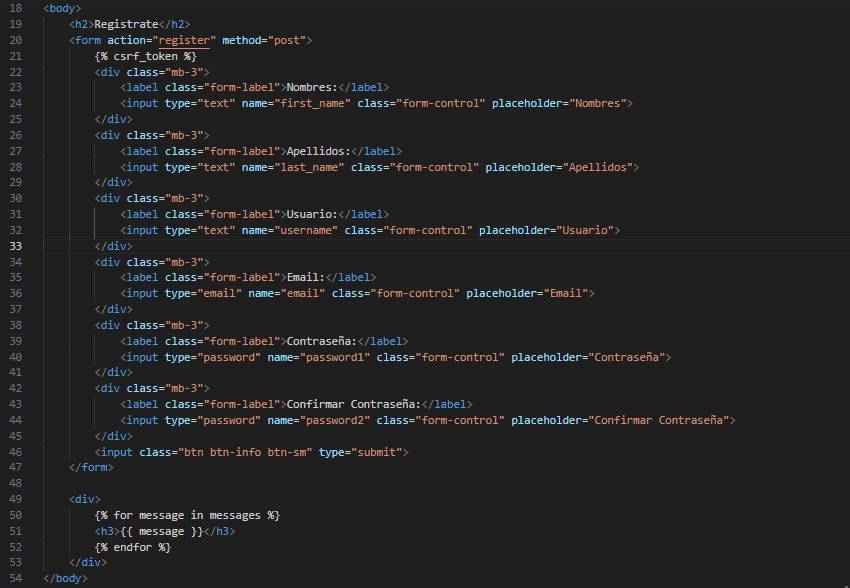 18 <body>
19     <h2>Registrate</h2>
20     <form action="register" method="post">
21         {% csrf_token %}
22         <div class="mb-3">
23             <label class="form-label">Nombres:</label>
24             <input type="text" name="first_name" class="form-control" placeholder="Nombres">
25         </div>
26         <div class="mb-3">
27             <label class="form-label">Apellidos:</label>
28             <input type="text" name="last_name" class="form-control" placeholder="Apellidos">
29         </div>
30         <div class="mb-3">
31             <label class="form-label">Usuario:</label>
32             <input type="text" name="username" class="form-control" placeholder="Usuario">
33         </div>
34         <div class="mb-3">
35             <label class="form-label">Email:</label>
36             <input type="email" name="email" class="form-control" placeholder="Email">
37         </div>
38         <div class="mb-3">
39             <label class="form-label">Contraseña:</label>
40             <input type="password" name="password1" class="form-control" placeholder="Contraseña">
41         </div>
42         <div class="mb-3">
43             <label class="form-label">Confirmar Contraseña:</label>
44             <input type="password" name="password2" class="form-control" placeholder="Confirmar Contraseña">
45         </div>
46         <input class="btn btn-info btn-sm" type="submit">
47     </form>
48
49     <div>
50         {% for message in messages %}
51         <h3>{{ message }}</h3>
52         {% endfor %}
53     </div>
54 </body>